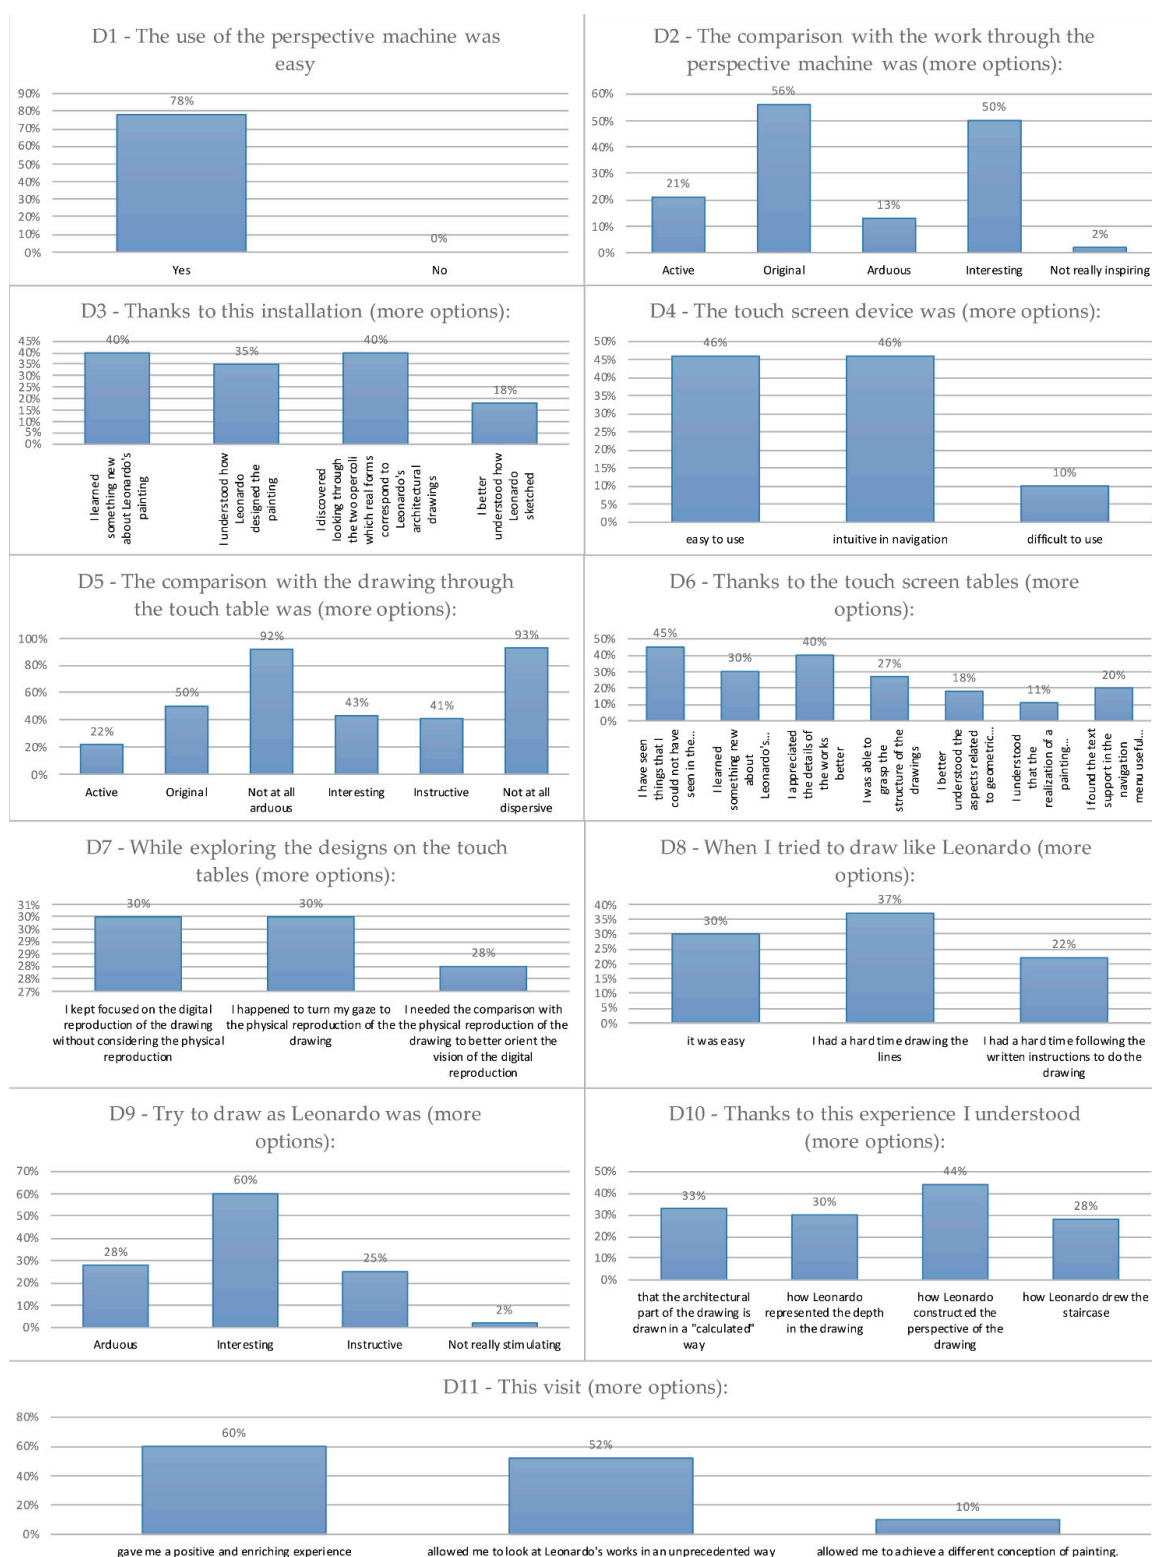 D1 - The use of the perspective machine was
easy
90%
80%
70%
60%
50%
40%
30%
20%
10%
0%
78%
0%
Yes
No
D2 - The comparison with the work through the
perspective machine was (more options):
60%
50%
40%
30%
20%
10%
0%
21%
56%
13%
50%
2%
Active
Original
Arduous
Interesting
Not really inspiring
D3 - Thanks to this installation (more options):
45%
40%
35%
30%
25%
20%
15%
10%
5%
0%
40%
35%
40%
18%
I learned
something new
about Leonardo's
painting
I understood how
Leonardo
designed the
painting
I discovered
looking through
the two opercoli
which real forms
correspond to
Leonardo's
architectural
drawings
I better
understood how
Leonardo
sketched
D4 - The touch screen device was (more options):
50%
45%
40%
35%
30%
25%
20%
15%
10%
5%
0%
46%
46%
10%
easy to use
intuitive in navigation
difficult to use
D5 - The comparison with the drawing through
the touch table was (more options):
100%
80%
60%
40%
20%
0%
22%
50%
92%
43%
41%
93%
Active
Original
Not at all
arduous
Interesting
Instructive
Not at all
dispersive
D6 - Thanks to the touch screen tables (more
options):
50%
40%
30%
20%
10%
0%
45%
30%
40%
27%
18%
11%
20%
I have seen
things that I
could not have
seen in the...
I learned
something new
about
Leonardo's...
I appreciated
the details of
the works
better
I was able to
grasp the
structure of the
drawings
I better
understood the
aspects related
to geometric...
I understood
that the
realization of a
painting...
I found the text
support in the
navigation
menu useful...
D7 - While exploring the designs on the touch
tables (more options):
31%
30%
30%
29%
29%
28%
28%
27%
30%
30%
28%
I kept focused on the digital
reproduction of the drawing
without considering the physical
reproduction
I happened to turn my gaze to
the physical reproduction of the
drawing
I needed the comparison with
the physical reproduction of the
drawing to better orient the
vision of the digital
reproduction
D8 - When I tried to draw like Leonardo (more
options):
40%
35%
30%
25%
20%
15%
10%
5%
0%
30%
37%
22%
it was easy
I had a hard time drawing the
lines
I had a hard time following the
written instructions to do the
drawing
D9 - Try to draw as Leonardo was (more
options):
70%
60%
50%
40%
30%
20%
10%
0%
28%
60%
25%
2%
Arduous
Interesting
Instructive
Not really stimulating
D10 - Thanks to this experience I understood
(more options):
50%
40%
30%
20%
10%
0%
33%
30%
44%
28%
that the architectural
part of the drawing is
drawn in a "calculated"
way
how Leonardo
represented the depth
in the drawing
how Leonardo
constructed the
perspective of the
drawing
how Leonardo drew the
staircase
D11 - This visit (more options):
80%
60%
40%
20%
0%
60%
52%
10%
gave me a positive and enriching experience
allowed me to look at Leonardo's works in an unprecedented way
allowed me to achieve a different conception of painting.